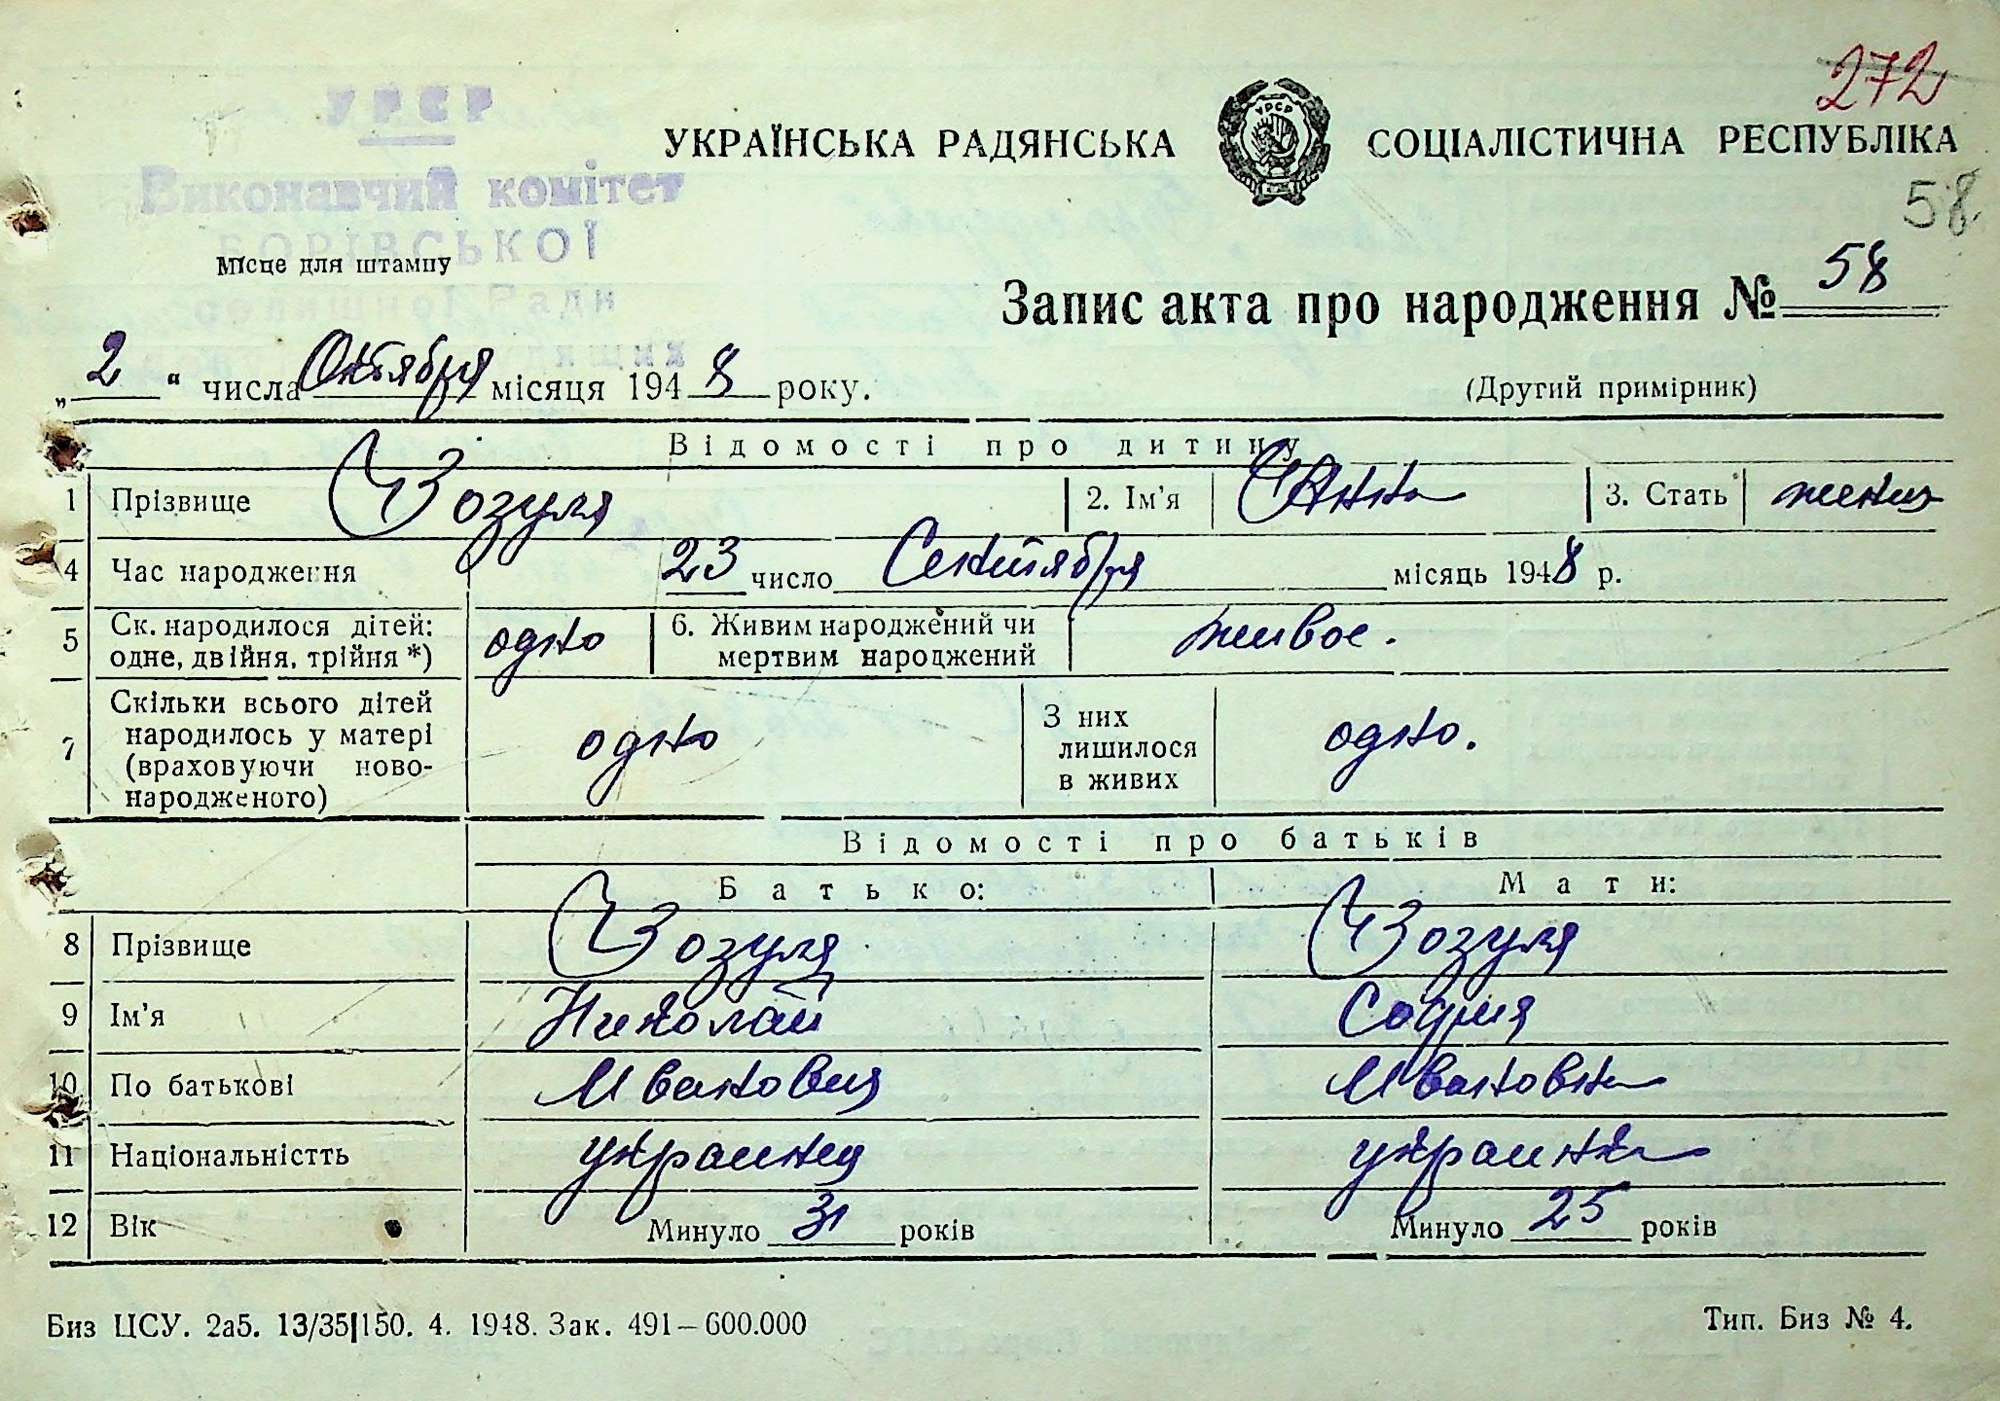 272
УРСР
Виконавчий комітет
БОРІВСЬКОЇ
селищної Ради
УКРАЇНСЬКА РАДЯНСЬКА СОЦІАЛІСТИЧНА РЕСПУБЛІКА
УРСР
58
Місце для штампу
Запис акта про народження № 58
„2“ числа Октября місяця 1948 року.
(Другий примірник)
Відомості про дитину
1 Прізвище Зозуля 2. Ім'я Анна 3. Стать женск
4 Час народження 23 число Сентября місяць 1948 р.
5 Ск. народилося дітей: одне, двійня, трійня *) одно 6. Живим народжений чи мертвим народжений живое.
7 Скільки всього дітей народилось у матері (враховуючи новонародженого) одно З них лишилося в живих одно.
Відомості про батьків
Батько: Мати:
8 Прізвище Зозуля Зозуля
9 Ім'я Николай София
10 По батькові Иванович Ивановна
11 Національністть украинец украинка
12 Вік Минуло 31 років Минуло 25 років
Биз ЦСУ. 2а5. 13/35|150. 4. 1948. Зак. 491—600.000 Тип. Биз № 4.